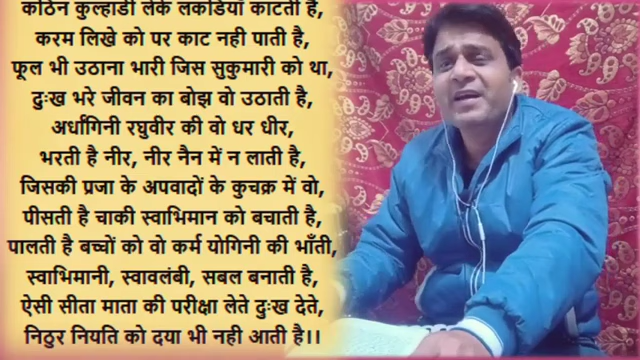 कठिन कुल्हाडी लेके लकडियाँ काटती है,
करम लिखे को पर काट नही पाती है,
फूल भी उठाना भारी जिस सुकुमारी को था,
दुःख भरे जीवन का बोझ वो उठाती है,
अर्धांगिनी रघुवीर की वो धर धीर,
भरती है नीर, नीर नैन में न लाती है,
जिसकी प्रजा के अपवादों के कुचक्र में वो,
पीसती है चाकी स्वाभिमान को बचाती है,
पालती है बच्चों को वो कर्म योगिनी की भाँती,
स्वाभिमानी, स्वावलंबी, सबल बनाती है,
ऐसी सीता माता की परीक्षा लेते दुःख देते,
निठुर नियति को दया भी नही आती है।।